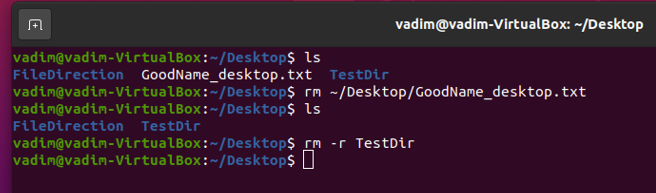 vadim@vadim-VirtualBox: ~/Desktop
vadim@vadim-VirtualBox:~/Desktop$ ls
FileDirection  GoodName_desktop.txt  TestDir
vadim@vadim-VirtualBox:~/Desktop$ rm ~/Desktop/GoodName_desktop.txt
vadim@vadim-VirtualBox:~/Desktop$ ls
FileDirection  TestDir
vadim@vadim-VirtualBox:~/Desktop$ rm -r TestDir
vadim@vadim-VirtualBox:~/Desktop$